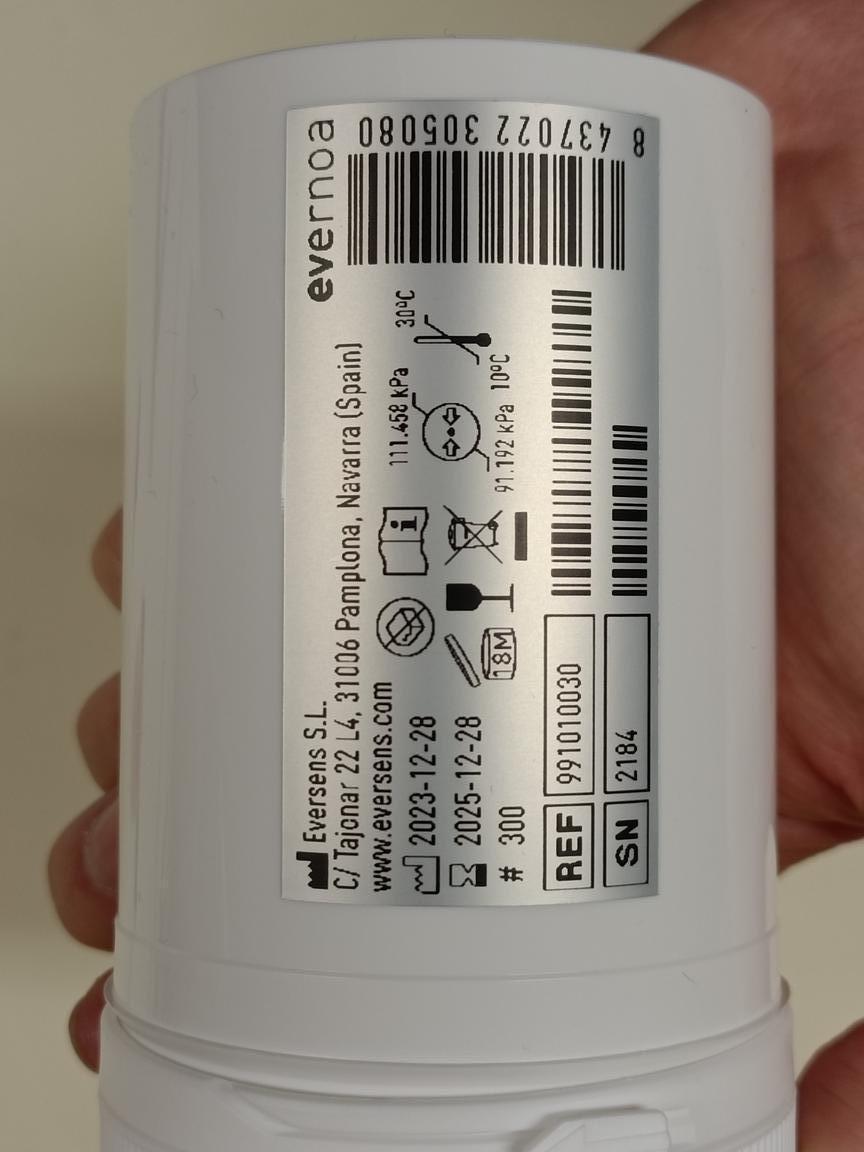 Eversens S.L.
C/ Tajonar 22 L4, 31006 Pamplona, Navarra (Spain)
www.eversens.com
evernoa
2023-12-28
2025-12-28
# 300
18M
111.458 kPa
91.192 kPa
30ºC
10ºC
REF 991010030
SN 2184
8 437022 305080